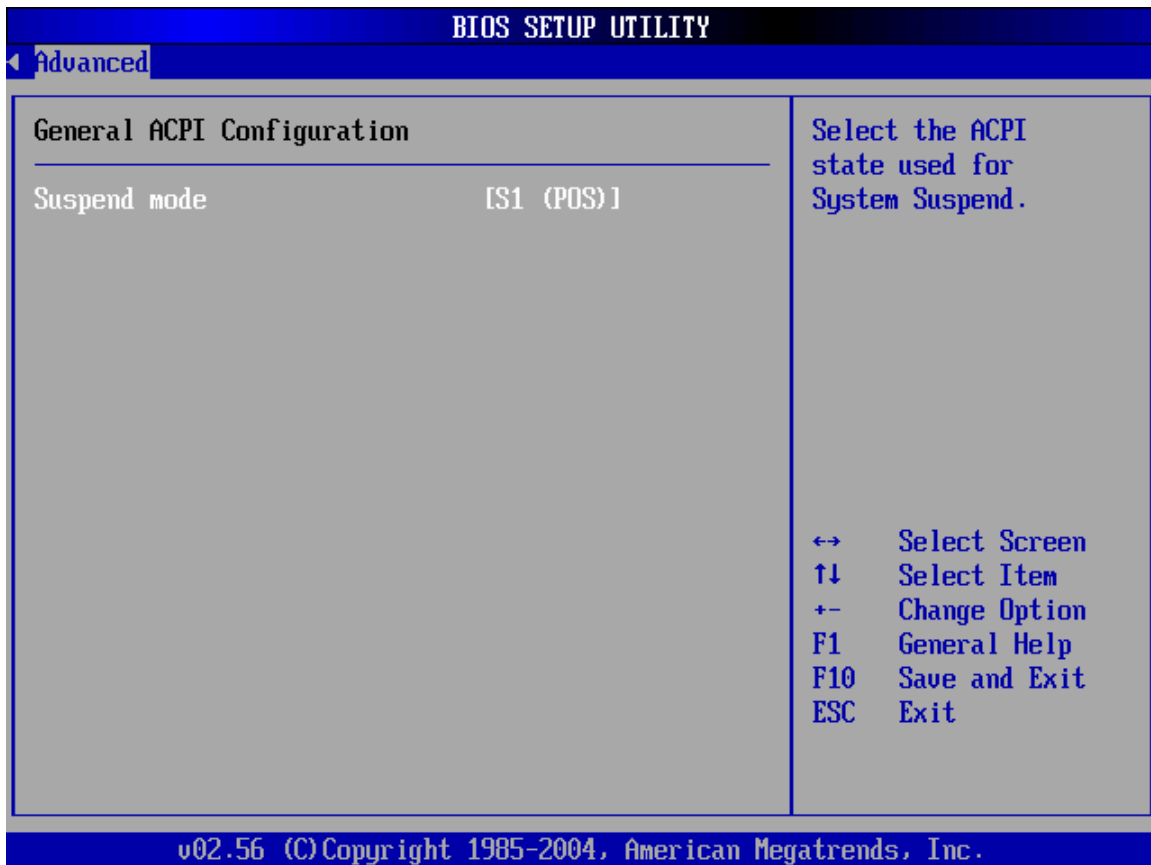 BIOS SETUP UTILITY
Advanced
General ACPI Configuration
Suspend mode [S1 (POS)]
Select the ACPI
state used for
System Suspend.
←→ Select Screen
↑↓ Select Item
+- Change Option
F1 General Help
F10 Save and Exit
ESC Exit
v02.56 (C)Copyright 1985-2004, American Megatrends, Inc.